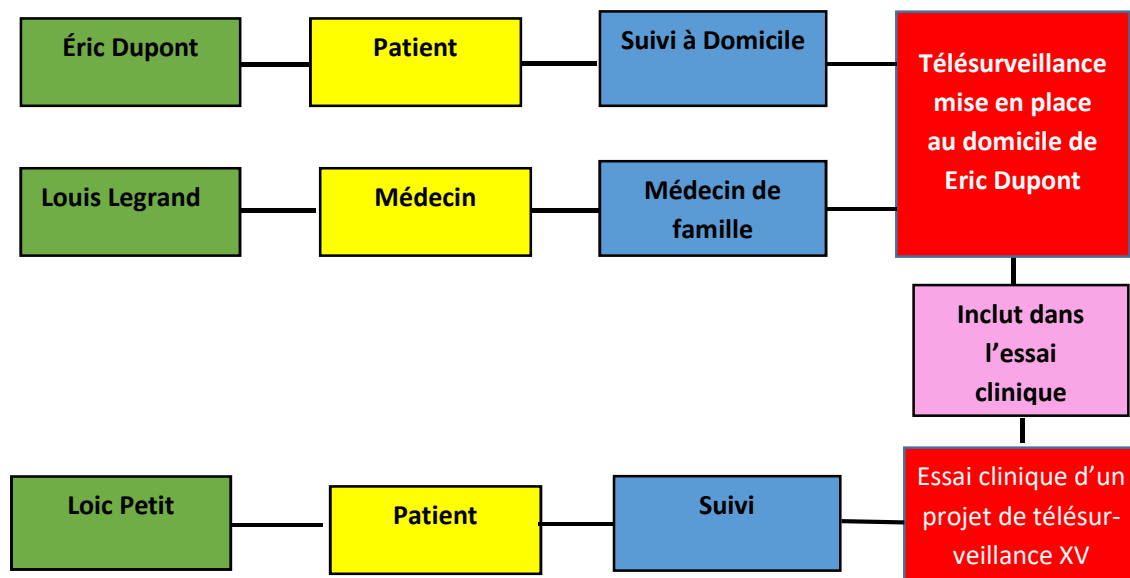 Éric Dupont
Patient
Suivi à Domicile
Télésurveillance
mise en place
au domicile de
Eric Dupont
Louis Legrand
Médecin
Médecin de
famille
Inclut dans
l’essai
clinique
Loic Petit
Patient
Suivi
Essai clinique d’un
projet de télésur-
veillance XV